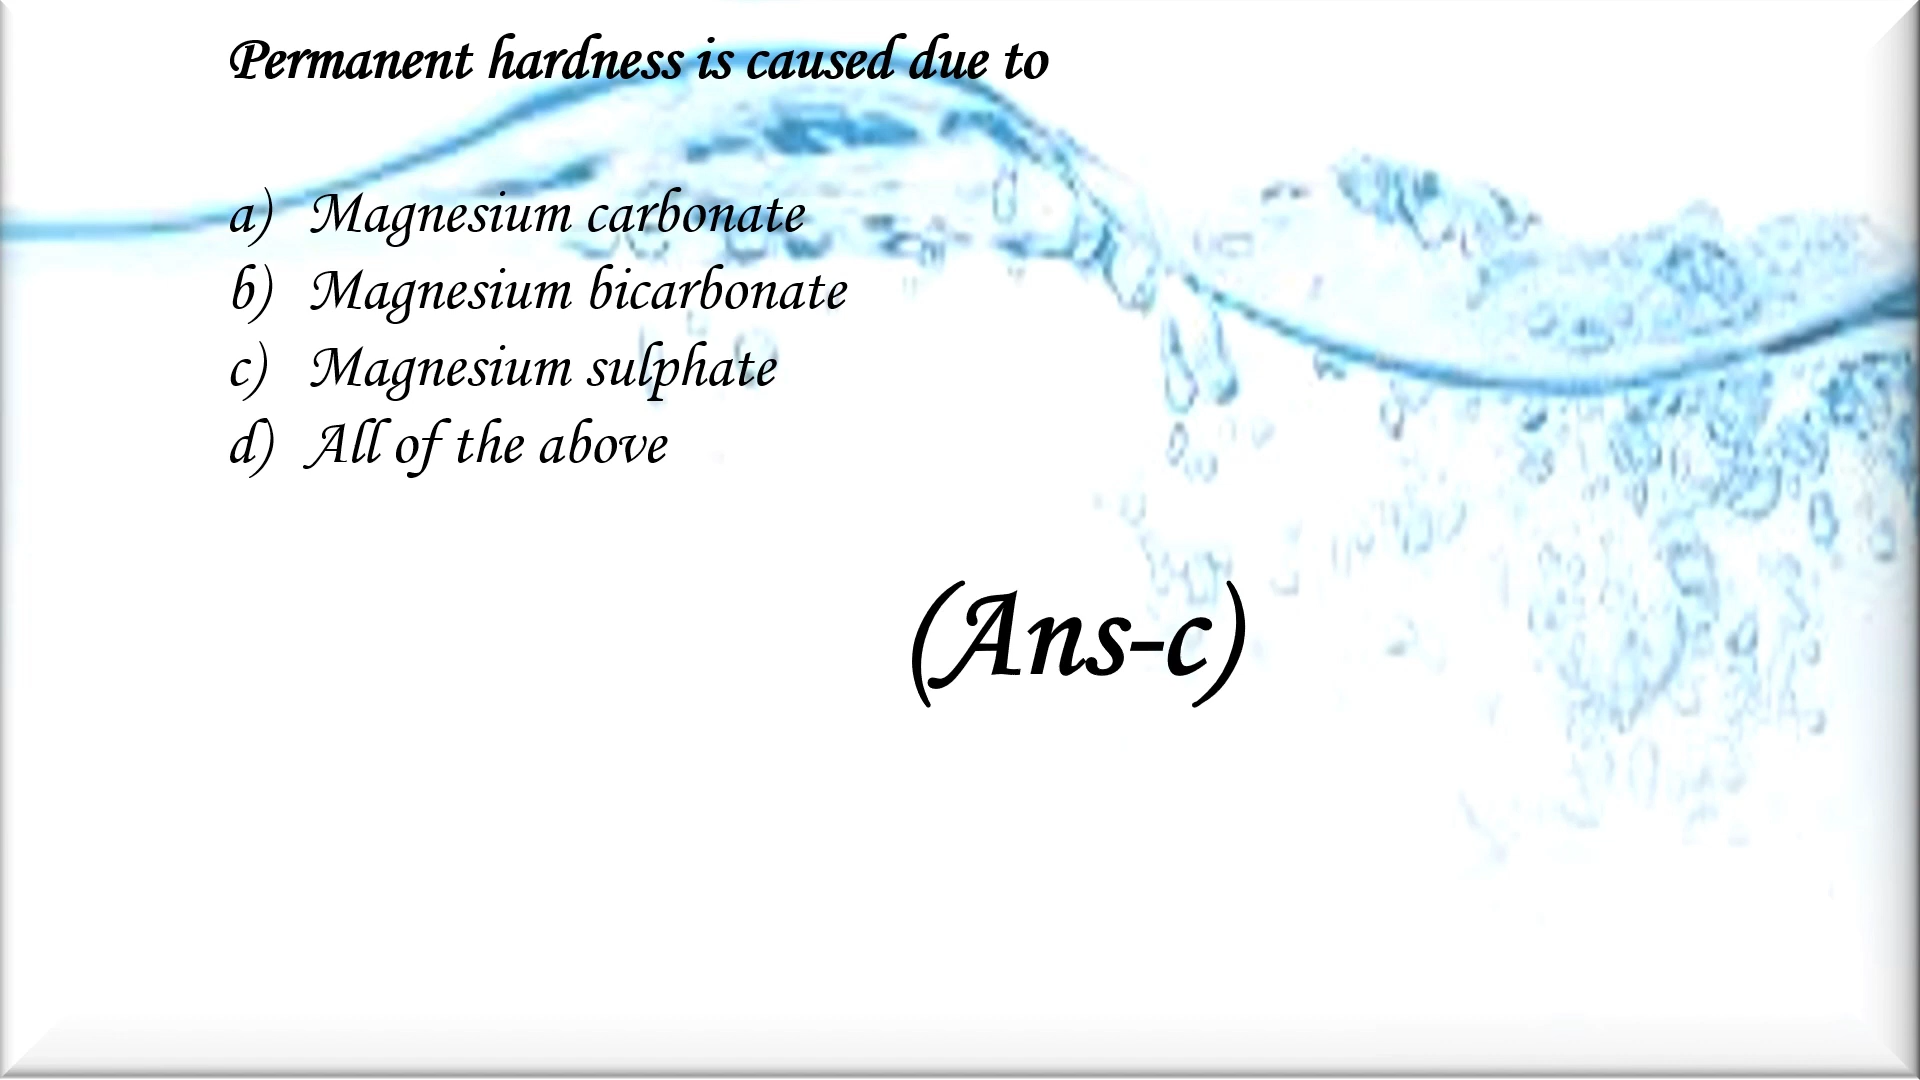 Permanent hardness is caused due to
a) Magnesium carbonate
b) Magnesium bicarbonate
c) Magnesium sulphate
d) All of the above
(Ans-c)